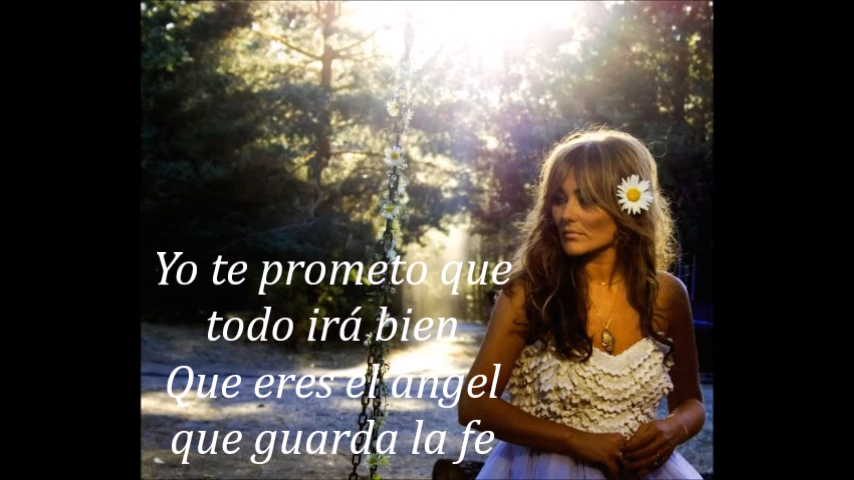 Yo te prometo que
todo irá bien
Que eres el angel
que guarda la fe